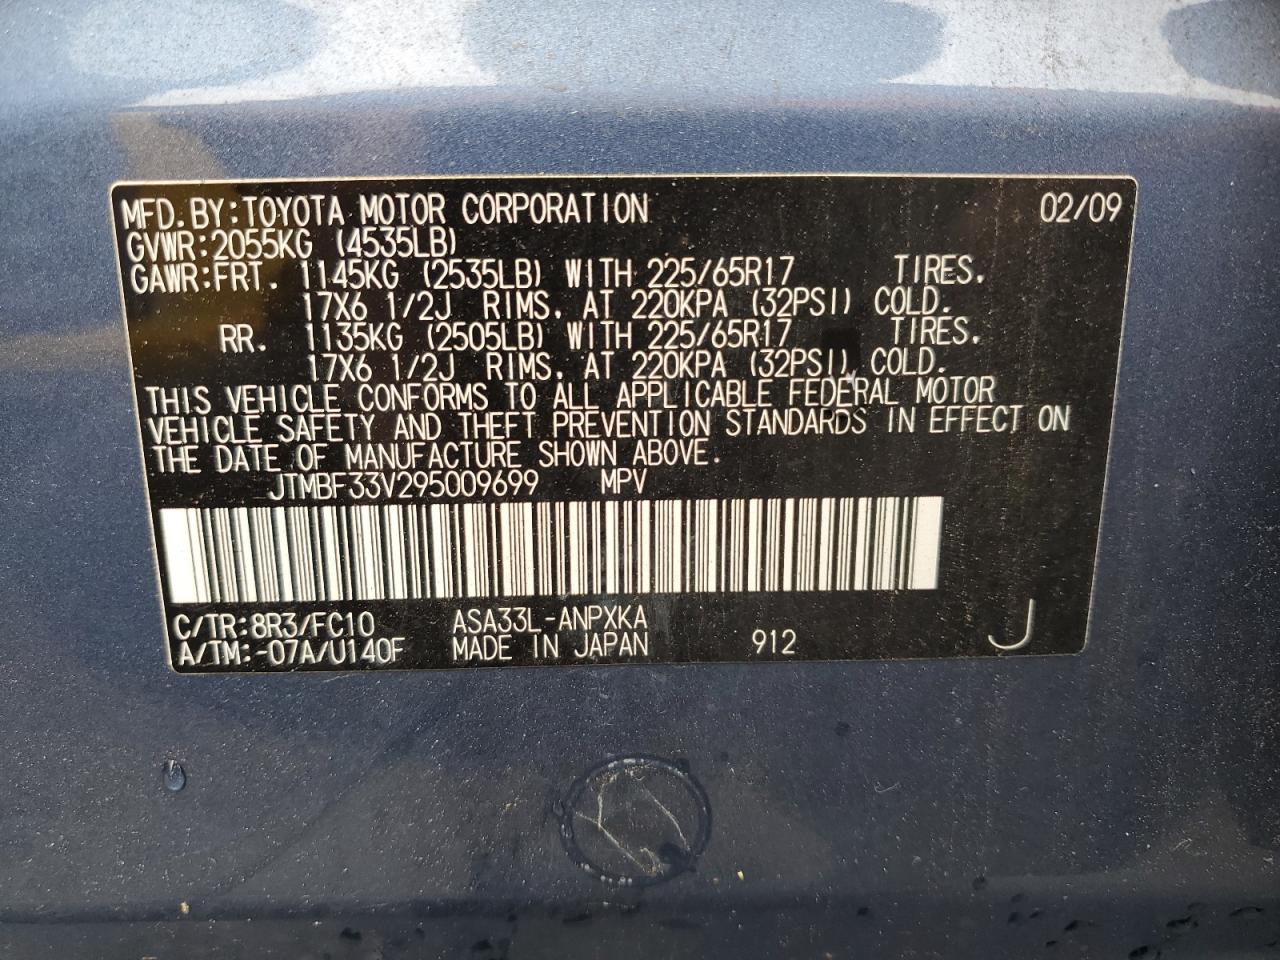 MFD.BY:TOYOTA MOTOR CORPORATION 02/09
GVWR:2055KG (4535LB)
GAWR:FRT. 1145KG (2535LB) WITH 225/65R17 TIRES.
17X6 1/2J RIMS. AT 220KPA (32PSI) COLD.
RR. 1135KG (2505LB) WITH 225/65R17 TIRES.
17X6 1/2J RIMS. AT 220KPA (32PSI) COLD.
THIS VEHICLE CONFORMS TO ALL APPLICABLE FEDERAL MOTOR
VEHICLE SAFETY AND THEFT PREVENTION STANDARDS IN EFFECT ON
THE DATE OF MANUFACTURE SHOWN ABOVE.
JTMBF33V295009699 MPV
C/TR:8R3/FC10 ASA33L-ANPXKA
A/TM:-07A/U140F MADE IN JAPAN 912 J